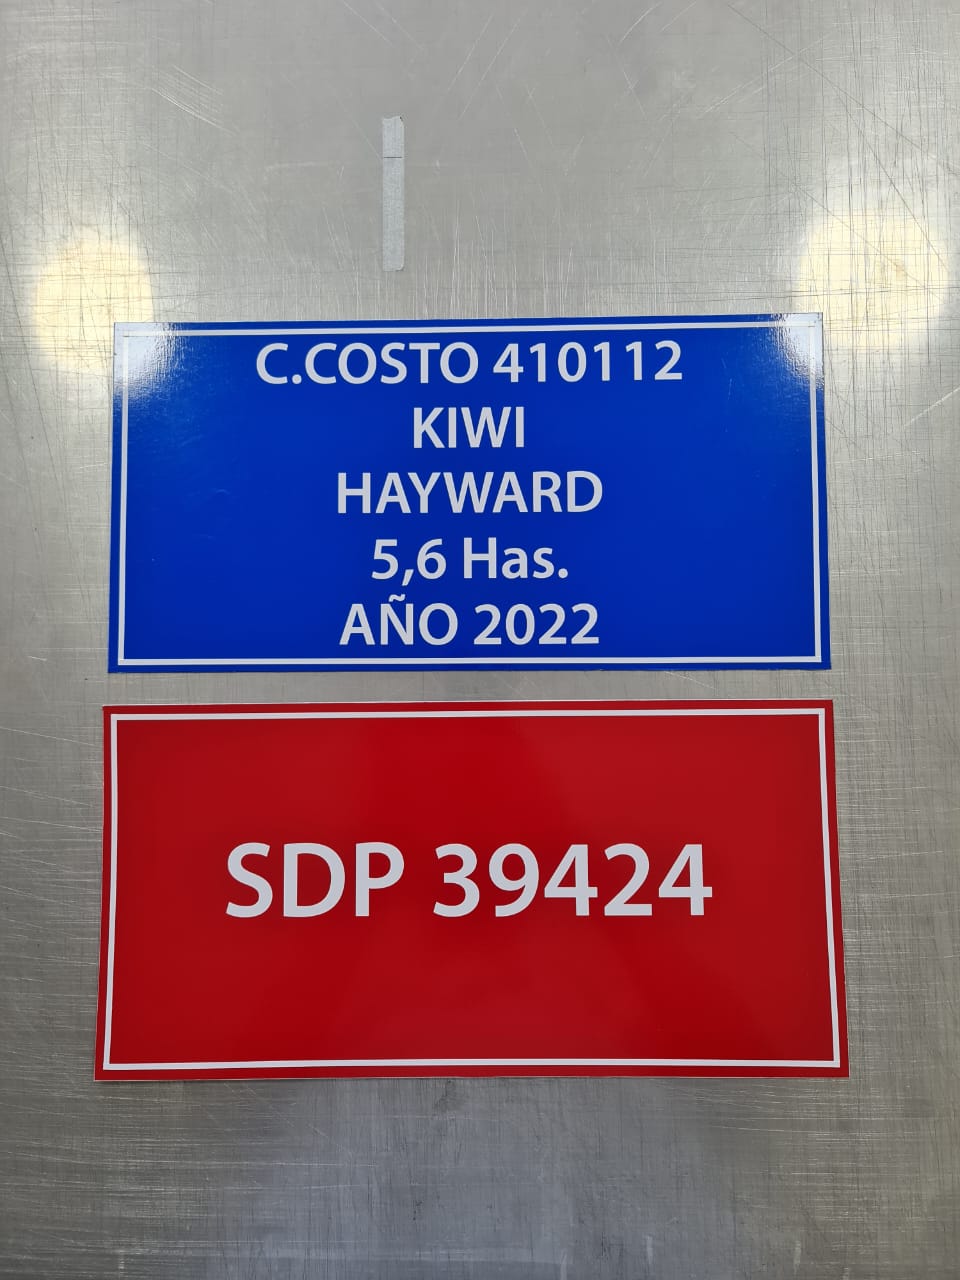 C.COSTO 410112
KIWI
HAYWARD
5,6 Has.
AÑO 2022
SDP 39424